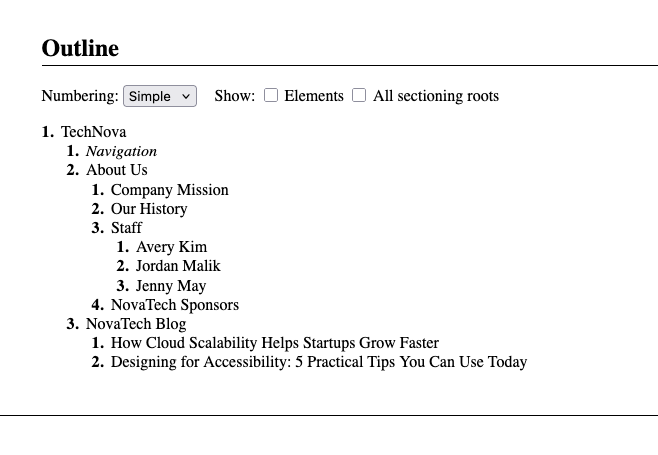 Outline
Numbering: Simple Show: Elements All sectioning roots
1. TechNova
1. Navigation
2. About Us
1. Company Mission
2. Our History
3. Staff
1. Avery Kim
2. Jordan Malik
3. Jenny May
4. NovaTech Sponsors
3. NovaTech Blog
1. How Cloud Scalability Helps Startups Grow Faster
2. Designing for Accessibility: 5 Practical Tips You Can Use Today